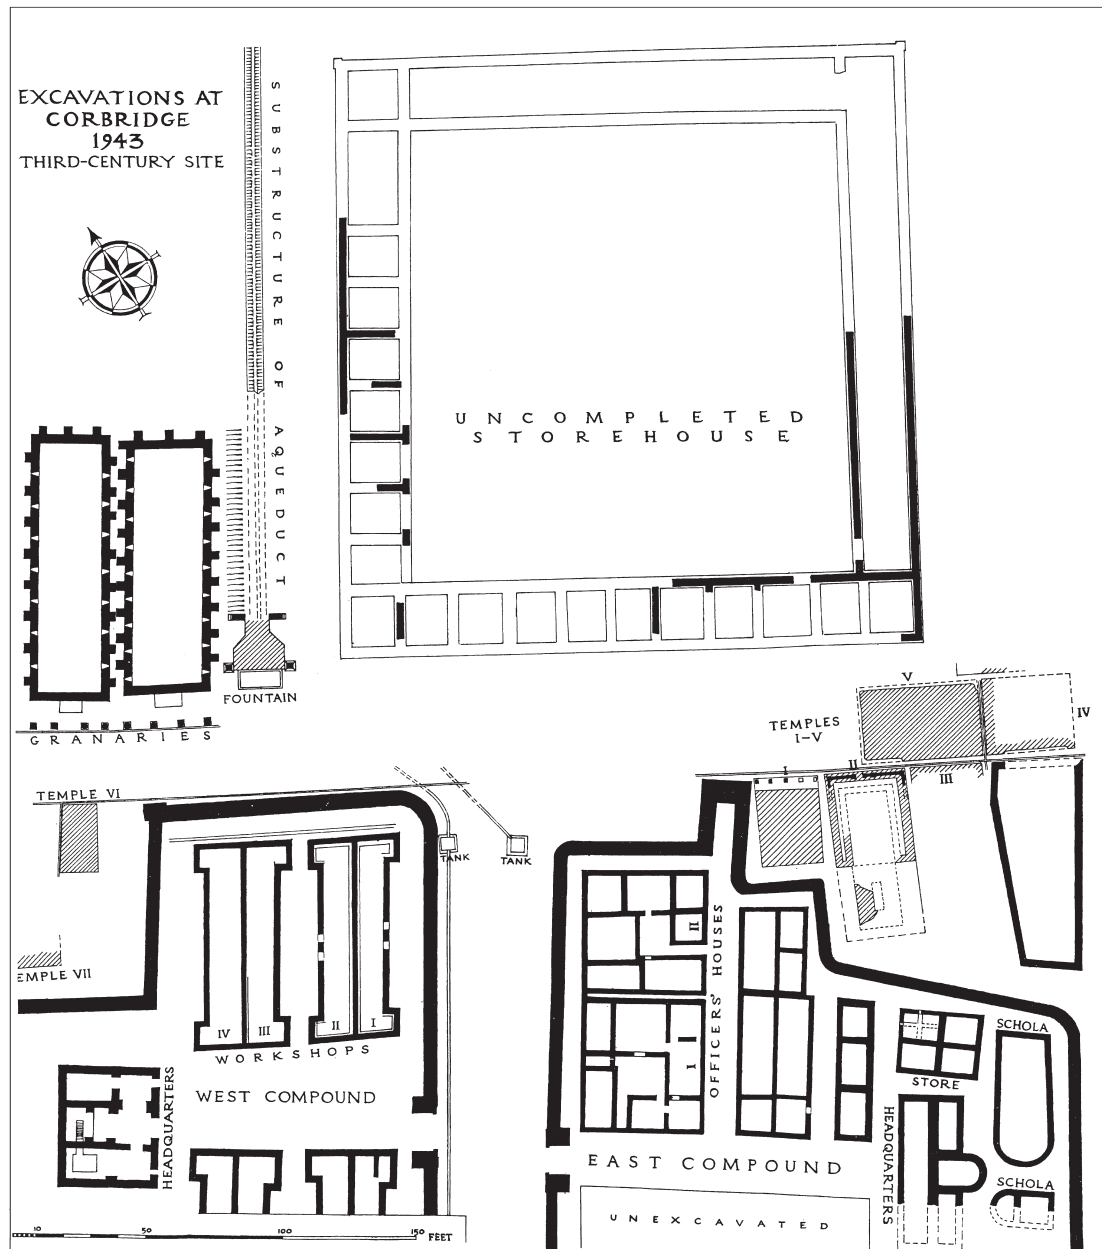 EXCAVATIONS AT
CORBRIDGE
1943
THIRD-CENTURY SITE
SUBSTRUCTURE OF AQUEDUCT
UNCOMPLETED
STOREHOUSE
FOUNTAIN
GRANARIES
V
IV
TEMPLES
I-V
I
II
III
TEMPLE VI
TANK
TANK
EMPLE VII
IV
III
II
I
WORKSHOPS
HEADQUARTERS
WEST COMPOUND
II
I
OFFICERS' HOUSES
SCHOLA
STORE
HEADQUARTERS
SCHOLA
EAST COMPOUND
UNEXCAVATED
10
50
100
150 FEET